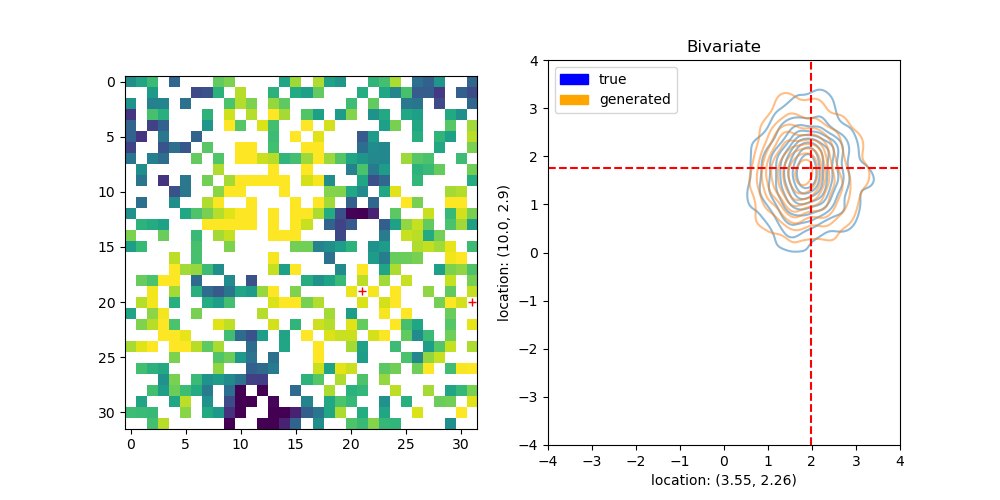 Bivariate
true
generated
0
5
10
15
20
25
30
0 5 10 15 20 25 30
location: (10.0, 2.9)
4
3
2
1
0
−1
−2
−3
−4
−4 −3 −2 −1 0 1 2 3 4
location: (3.55, 2.26)